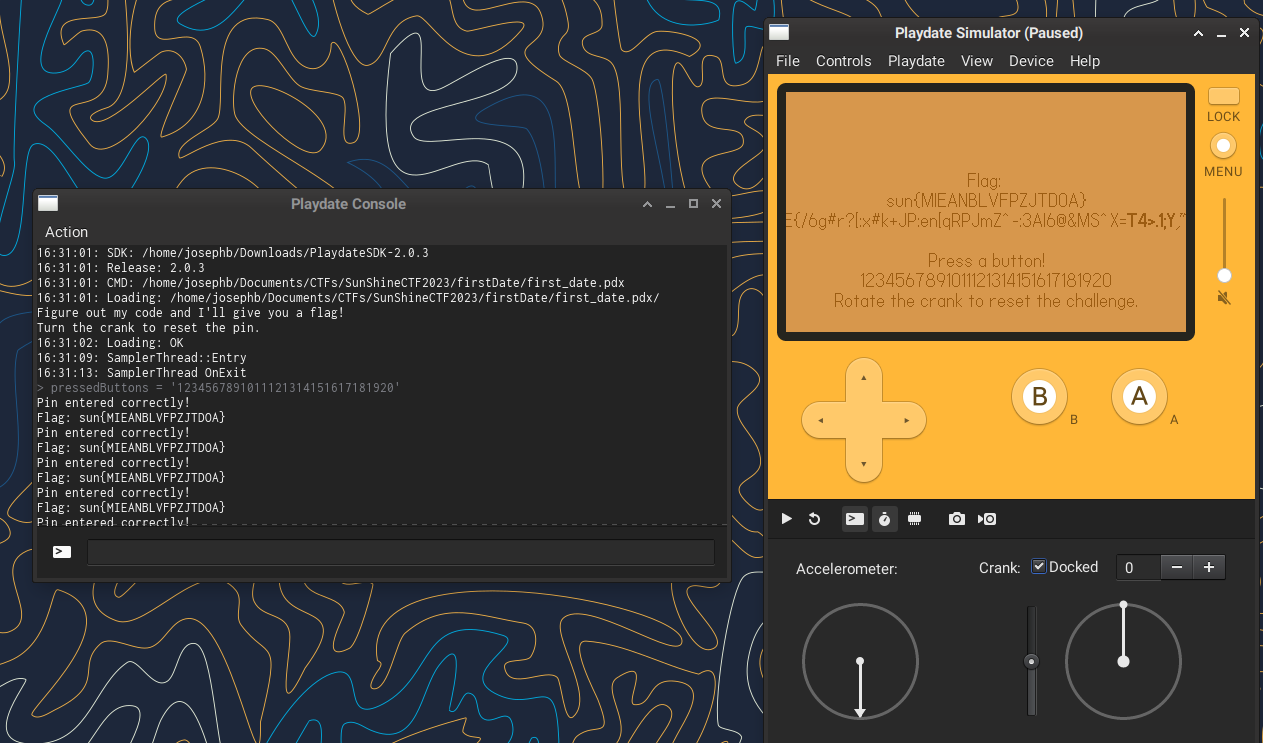 Playdate Console
Action
16:31:01: SDK: /home/josephb/Downloads/PlaydateSDK-2.0.3
16:31:01: Release: 2.0.3
16:31:01: CMD: /home/josephb/Documents/CTFs/SunShineCTF2023/firstDate/first_date.pdx
16:31:01: Loading: /home/josephb/Documents/CTFs/SunShineCTF2023/firstDate/first_date.pdx/
Figure out my code and I'll give you a flag!
Turn the crank to reset the pin.
16:31:02: Loading: OK
16:31:09: SamplerThread::Entry
16:31:13: SamplerThread OnExit
> pressedButtons = '1234567891011121314151617181920'
Pin entered correctly!
Flag: sun{MIEANBLVFPZJTDOA}
Pin entered correctly!
Flag: sun{MIEANBLVFPZJTDOA}
Pin entered correctly!
Flag: sun{MIEANBLVFPZJTDOA}
Pin entered correctly!
Flag: sun{MIEANBLVFPZJTDOA}
Pin entered correctly!
Playdate Simulator (Paused)
File Controls Playdate View Device Help
Flag:
sun{MIEANBLVFPZJTDOA}
E{/6g#r?[:x#k+JP:en[qRPJmZ^-:3AI6@&MS^X=T4>.1;Y
Press a button!
1234567891011121314151617181920
Rotate the crank to reset the challenge.
LOCK
MENU
B
B
A
A
Accelerometer:
Crank: Docked 0 − +